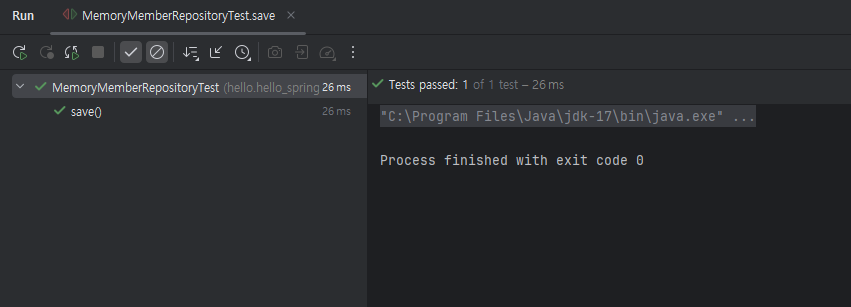 Run MemoryMemberRepositoryTest.save
MemoryMemberRepositoryTest (hello.hello_spring 26 ms
save() 26 ms
Tests passed: 1 of 1 test – 26 ms
"C:\Program Files\Java\jdk-17\bin\java.exe" ...
Process finished with exit code 0